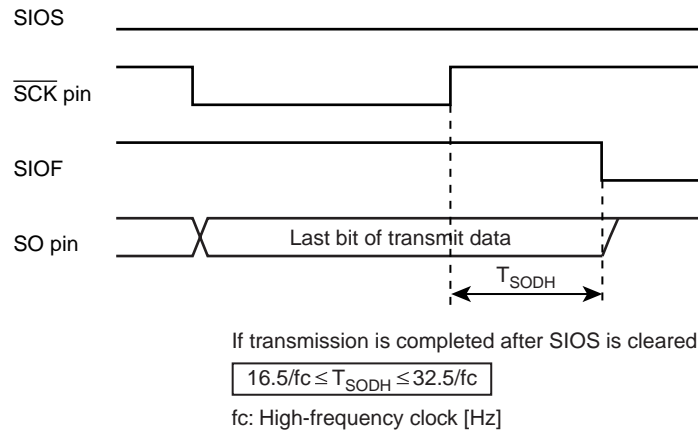 SIOS
SCK pin
SIOF
SO pin
Last bit of transmit data
TSODH
If transmission is completed after SIOS is cleared
16.5/fc ≤ TSODH ≤ 32.5/fc
fc: High-frequency clock [Hz]